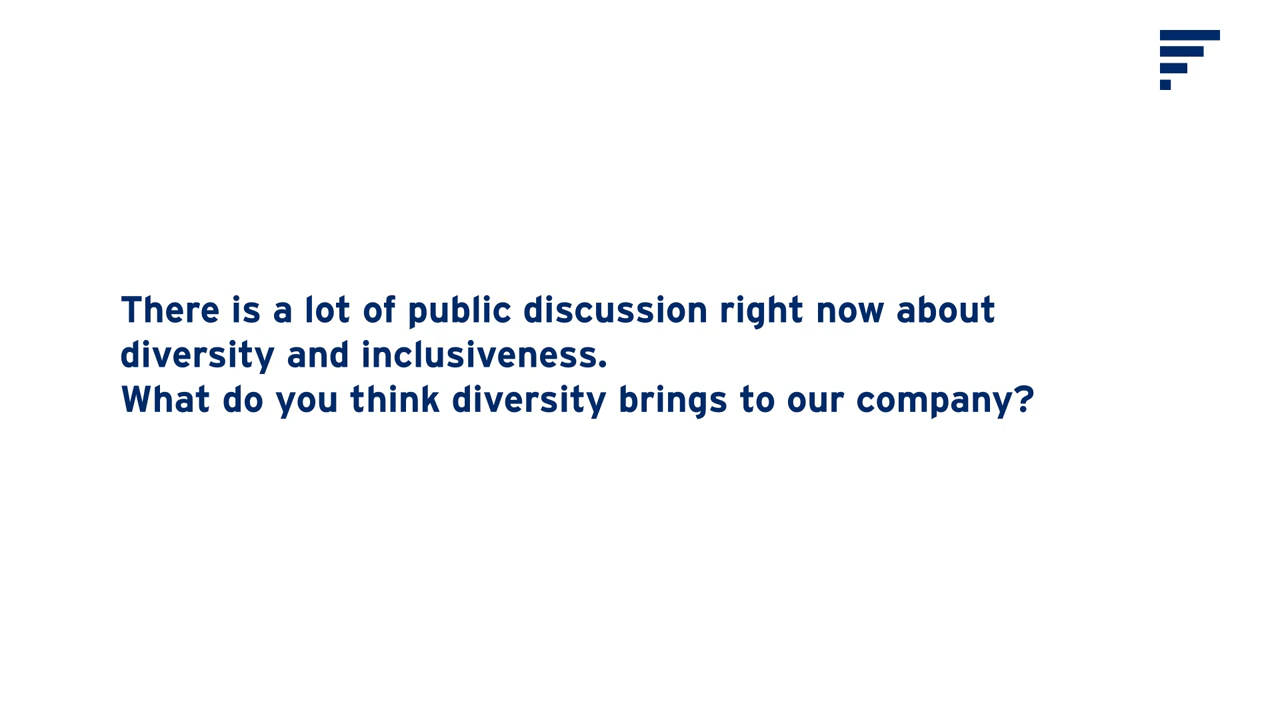 There is a lot of public discussion right now about
diversity and inclusiveness.
What do you think diversity brings to our company?